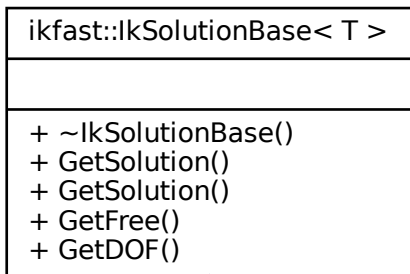 ikfast::IkSolutionBase< T >
+ ~IkSolutionBase()
+ GetSolution()
+ GetSolution()
+ GetFree()
+ GetDOF()